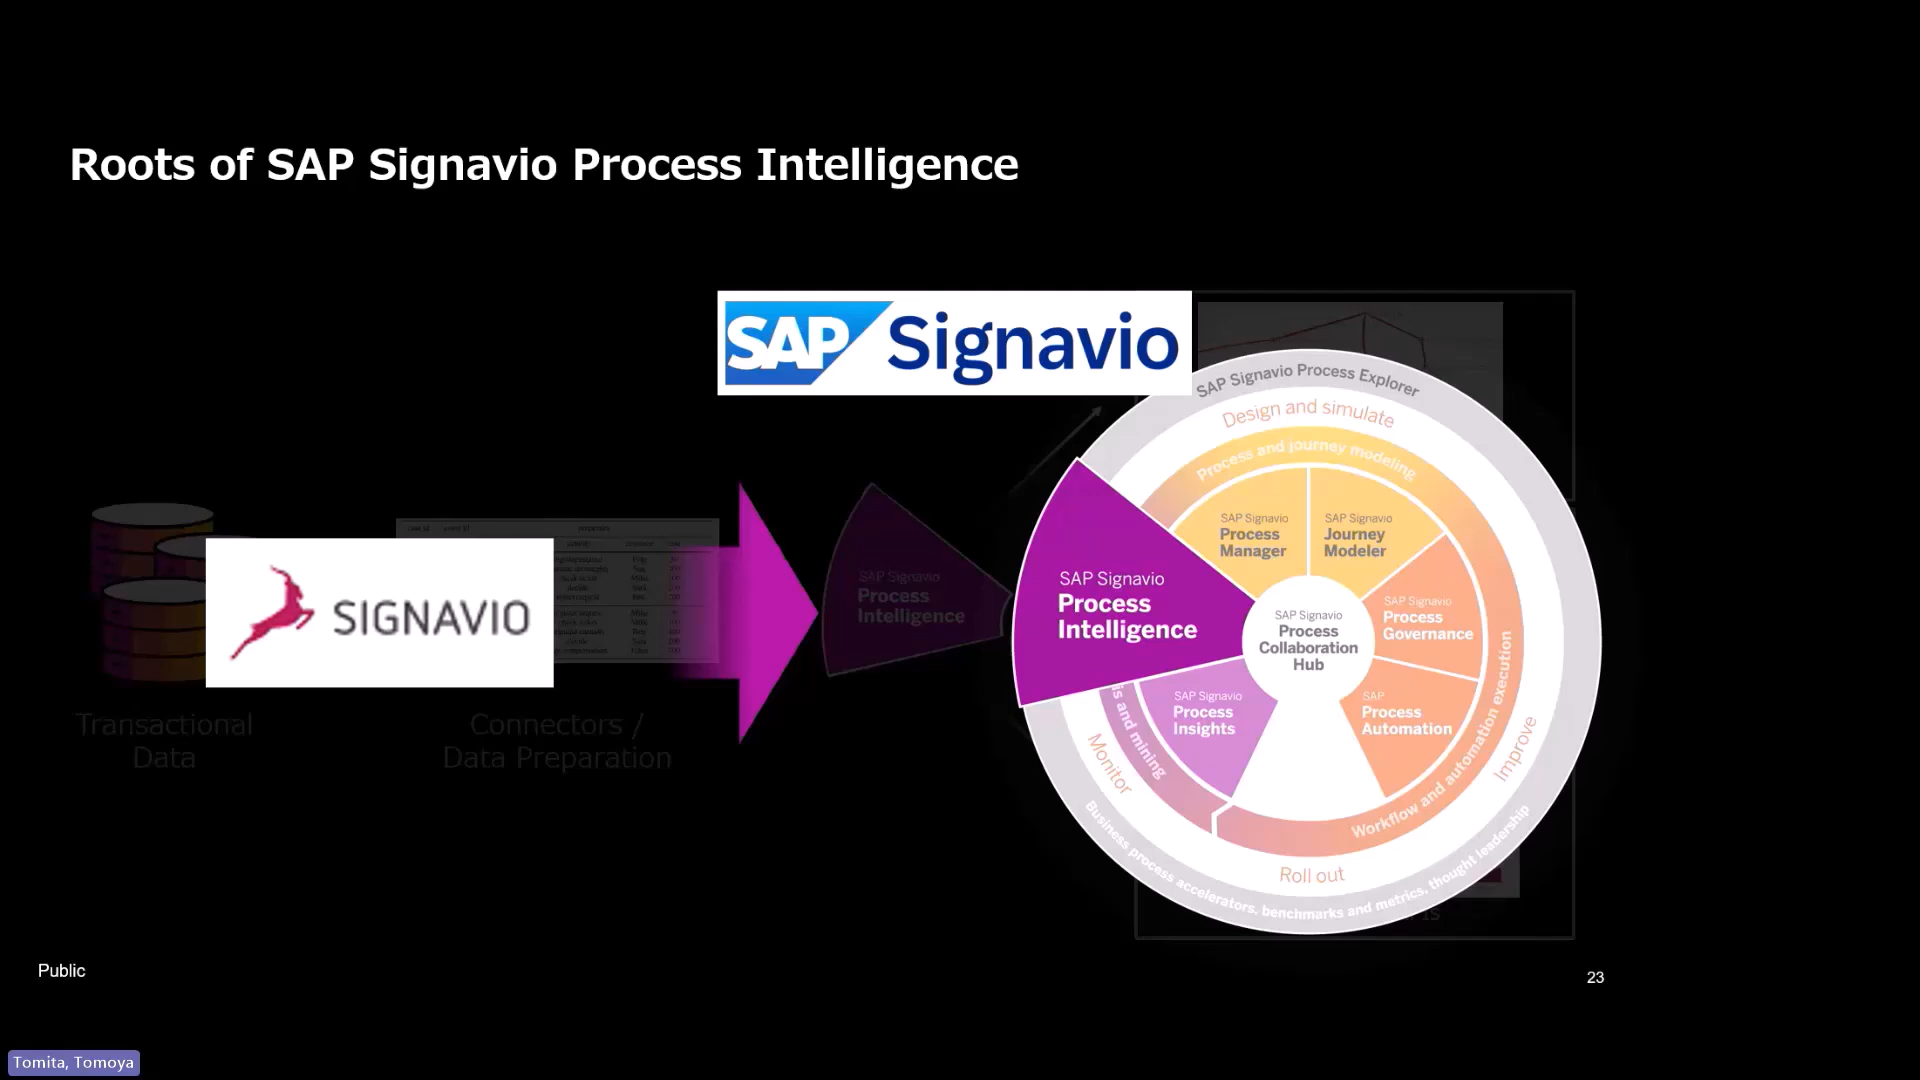 Roots of SAP Signavio Process Intelligence
SAP Signavio
SIGNAVIO
Transactional
Data
Connectors /
Data Preparation
SAP Signavio
Process
Intelligence
SAP Signavio
Process
Intelligence
SAP Signavio Process Explorer
Design and simulate
Process and journey modeling
SAP Signavio
Process
Manager
SAP Signavio
Journey
Modeler
SAP Signavio
Process
Governance
SAP Signavio
Process
Collaboration
Hub
SAP Signavio
Process
Insights
SAP
Process
Automation
is and mining
Monitor
Workflow and automation execution
Improve
Roll out
Business process accelerators, benchmarks and metrics, thought leadership
Public
23
Tomita, Tomoya